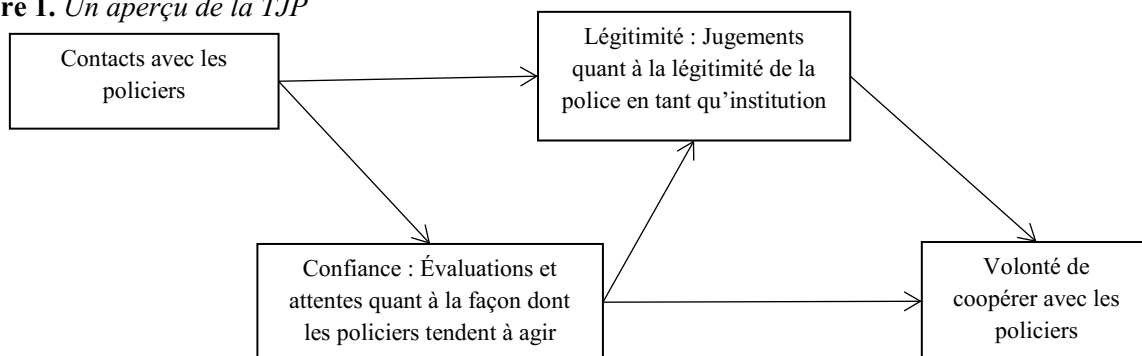 re 1. Un aperçu de la TJP
Contacts avec les
policiers
Légitimité : Jugements
quant à la légitimité de la
police en tant qu’institution
Confiance : Évaluations et
attentes quant à la façon dont
les policiers tendent à agir
Volonté de
coopérer avec les
policiers